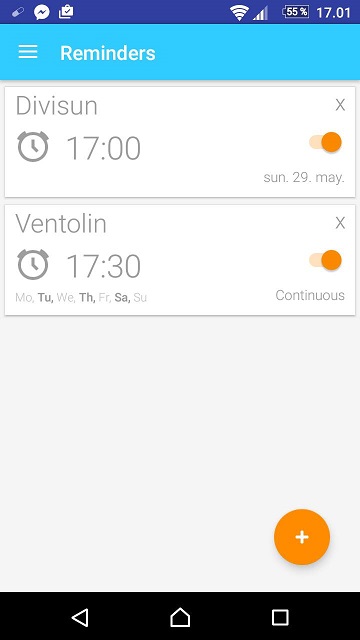 55 % 17.01
Reminders
Divisun X
17:00
sun. 29. may.
Ventolin X
17:30
Mo, Tu, We, Th, Fr, Sa, Su Continuous
+